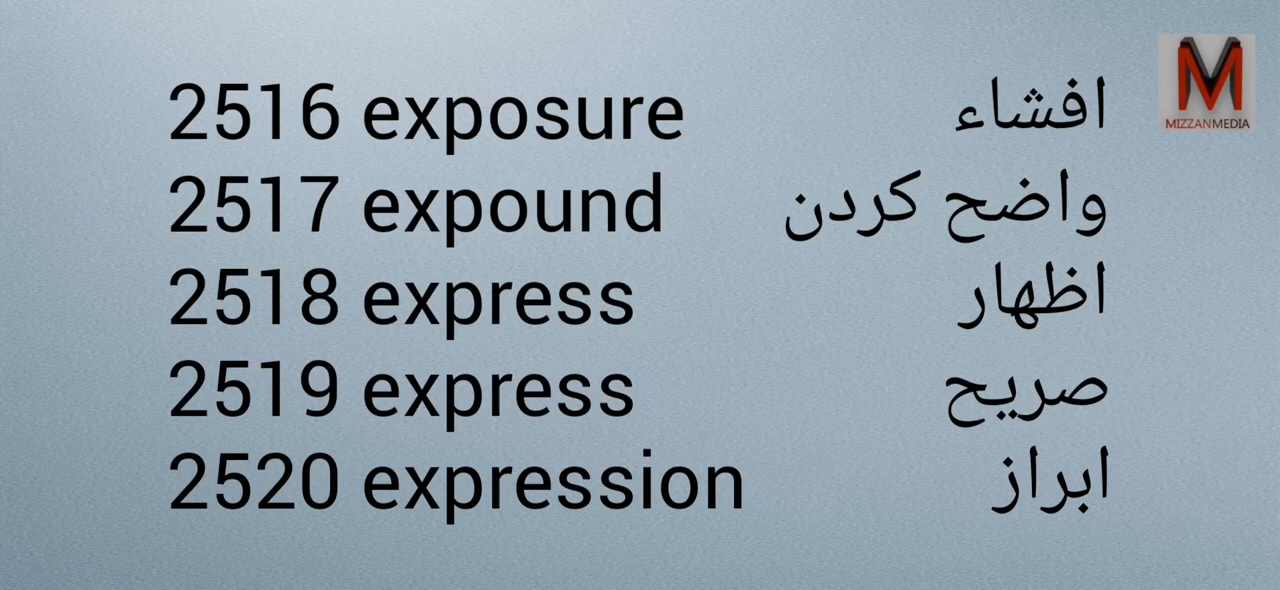 2516 exposure افشاء
2517 expound واضح کردن
2518 express اظهار
2519 express صریح
2520 expression ابراز
MIZZANMEDIA